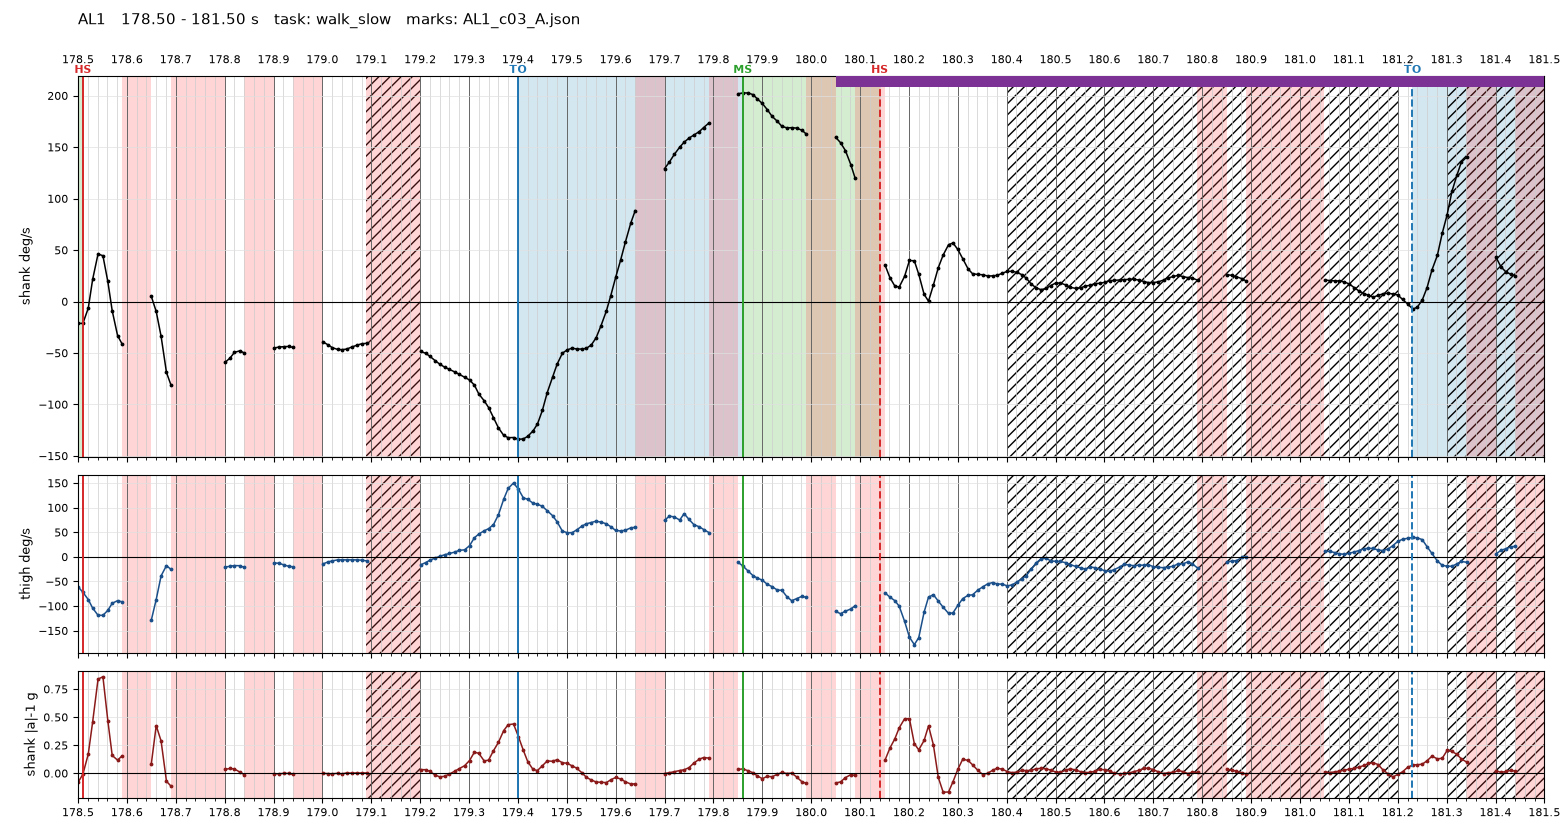 AL1 178.50 - 181.50 s task: walk_slow marks: AL1_c03_A.json
178.5 178.6 178.7 178.8 178.9 179.0 179.1 179.2 179.3 179.4 179.5 179.6 179.7 179.8 179.9 180.0 180.1 180.2 180.3 180.4 180.5 180.6 180.7 180.8 180.9 181.0 181.1 181.2 181.3 181.4 181.5
HS TO MS HS TO
200
150
100
50
0
−50
−100
−150
shank deg/s
150
100
50
0
−50
−100
−150
thigh deg/s
0.75
0.50
0.25
0.00
shank |a|-1 g
178.5 178.6 178.7 178.8 178.9 179.0 179.1 179.2 179.3 179.4 179.5 179.6 179.7 179.8 179.9 180.0 180.1 180.2 180.3 180.4 180.5 180.6 180.7 180.8 180.9 181.0 181.1 181.2 181.3 181.4 181.5